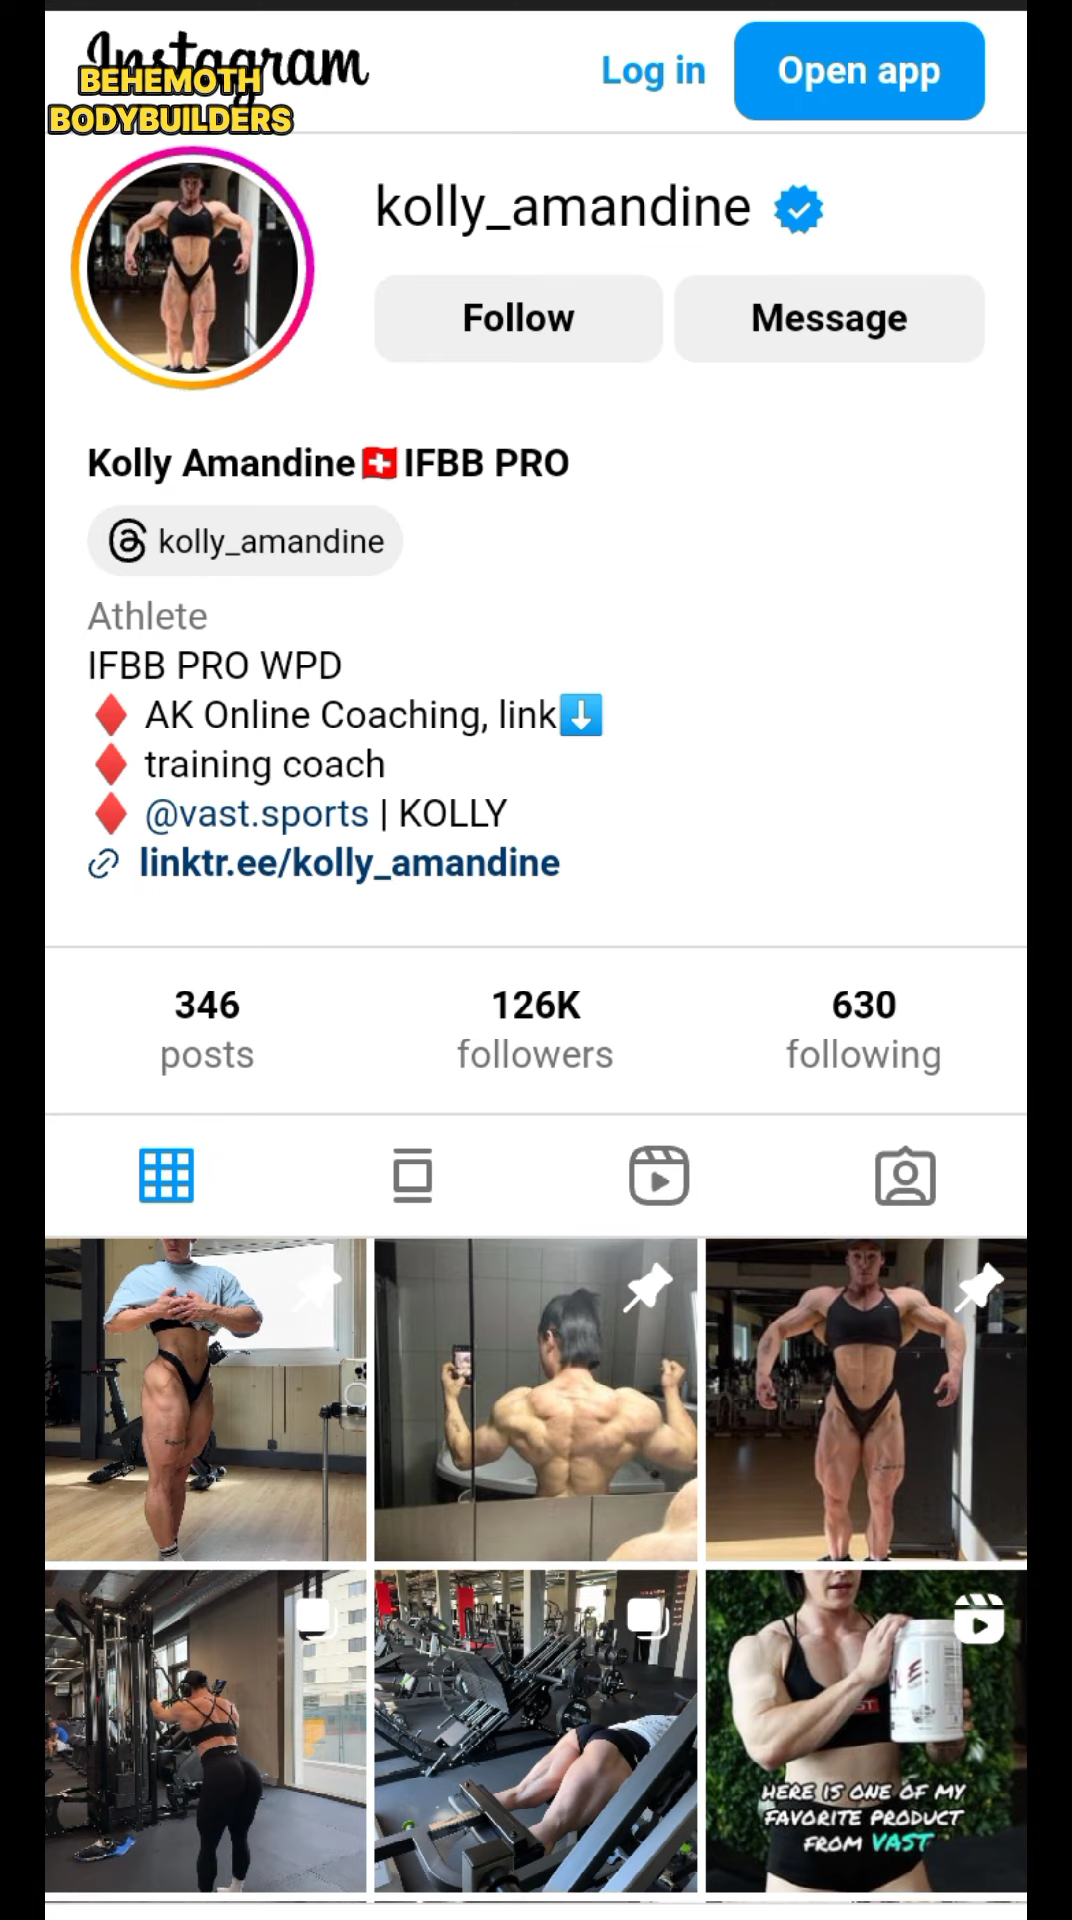 Instagram
BEHEMOTH
BODYBUILDERS
Log in
Open app
kolly_amandine
Follow
Message
Kolly Amandine🇨🇭IFBB PRO
kolly_amandine
Athlete
IFBB PRO WPD
♦️ AK Online Coaching, link⬇️
♦️ training coach
♦️ @vast.sports | KOLLY
linktr.ee/kolly_amandine
346
posts
126K
followers
630
following
HERE IS ONE OF MY
FAVORITE PRODUCT
FROM VAST